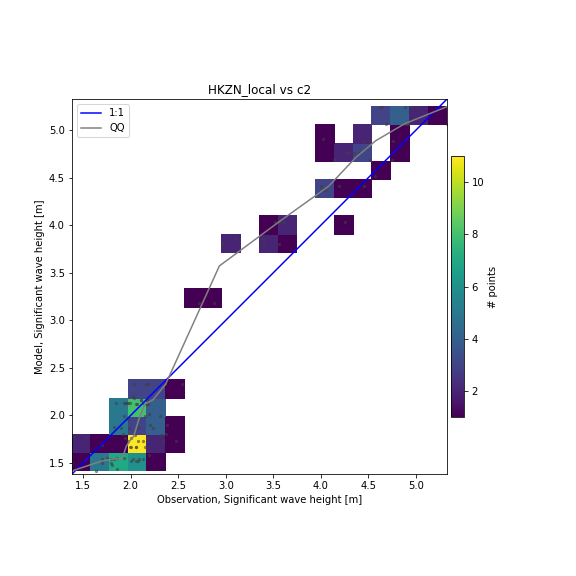 HKZN_local vs c2
1:1
QQ
5.0
4.5
4.0
3.5
3.0
2.5
2.0
1.5
Model, Significant wave height [m]
1.5 2.0 2.5 3.0 3.5 4.0 4.5 5.0
Observation, Significant wave height [m]
10
8
6
4
2
# points